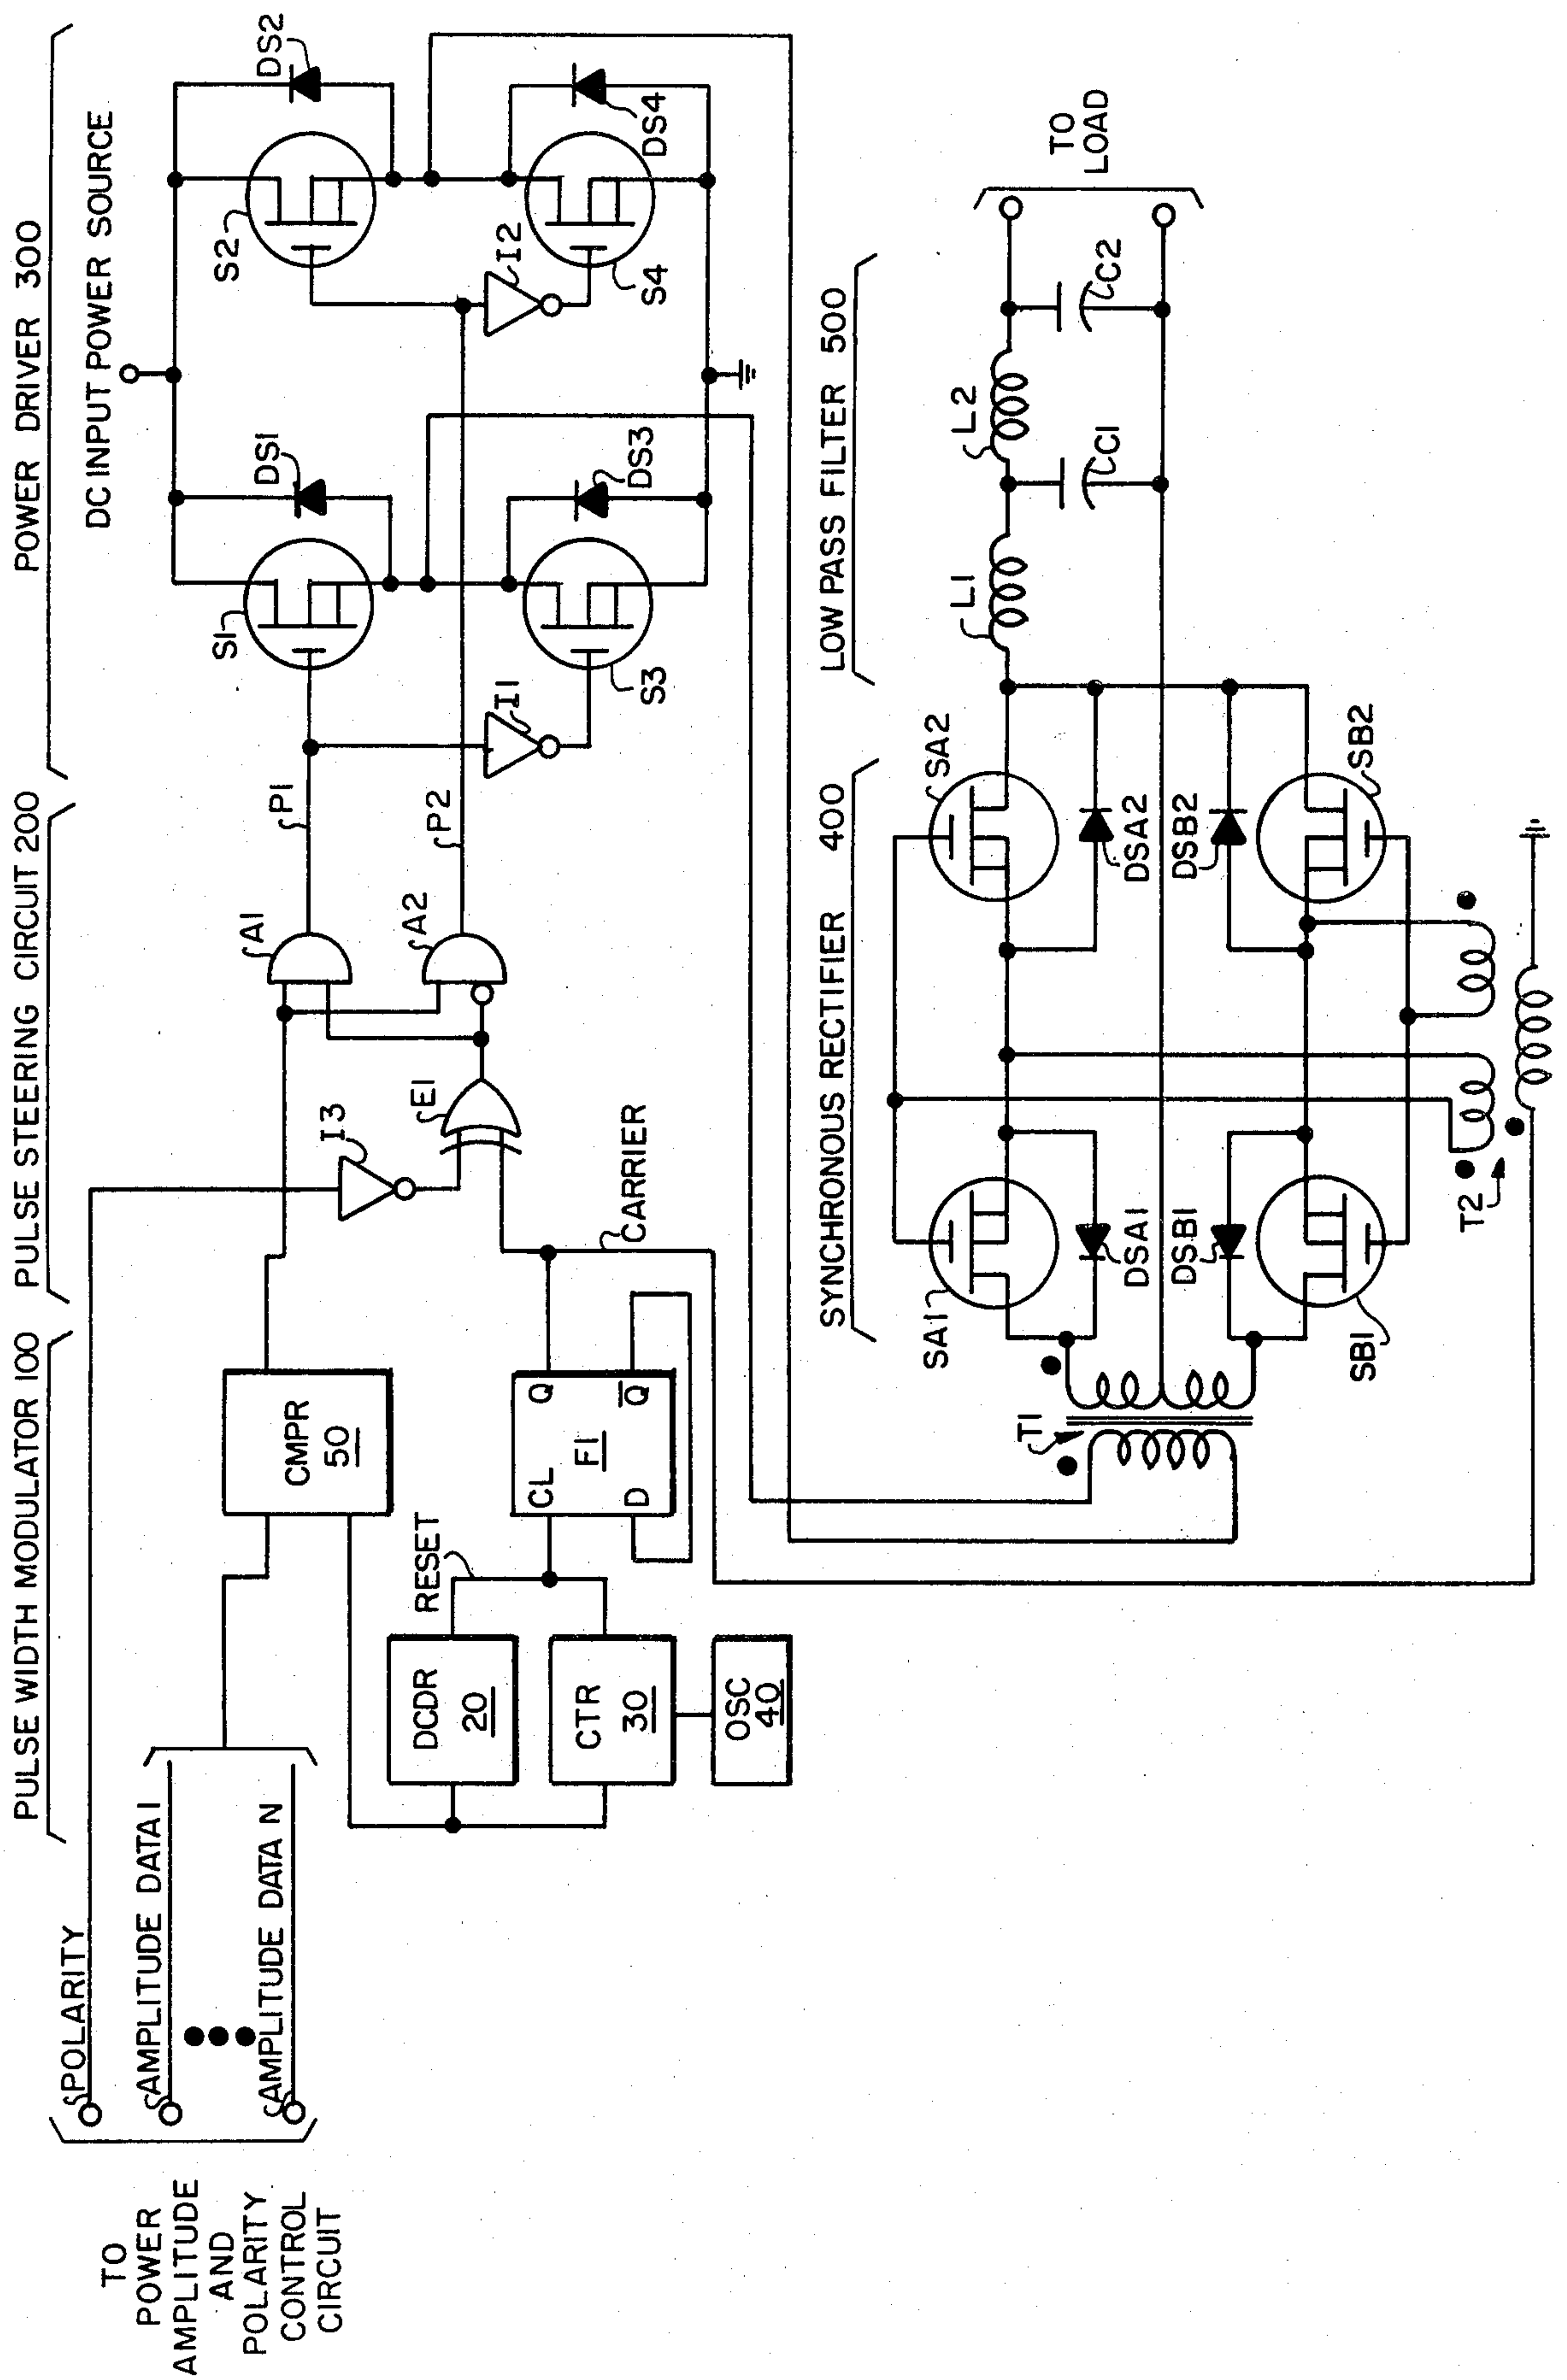 PULSE WIDTH MODULATOR 100
PULSE STEERING CIRCUIT 200
POWER DRIVER 300
POLARITY
AMPLITUDE DATA 1
AMPLITUDE DATA N
TO
POWER
AMPLITUDE
AND
POLARITY
CONTROL
CIRCUIT
CMPR
50
DCDR
20
CTR
30
OSC
40
RESET
CL
Q
F1
D
Q̅
CARRIER
I3
E1
A1
A2
P1
P2
DC INPUT POWER SOURCE
S1
DS1
S2
DS2
I1
S3
DS3
I2
S4
DS4
SYNCHRONOUS RECTIFIER 400
LOW PASS FILTER 500
T1
SA1
DSA1
DSB1
SB1
SA2
DSA2
DSB2
SB2
T2
L1
L2
C1
C2
TO
LOAD